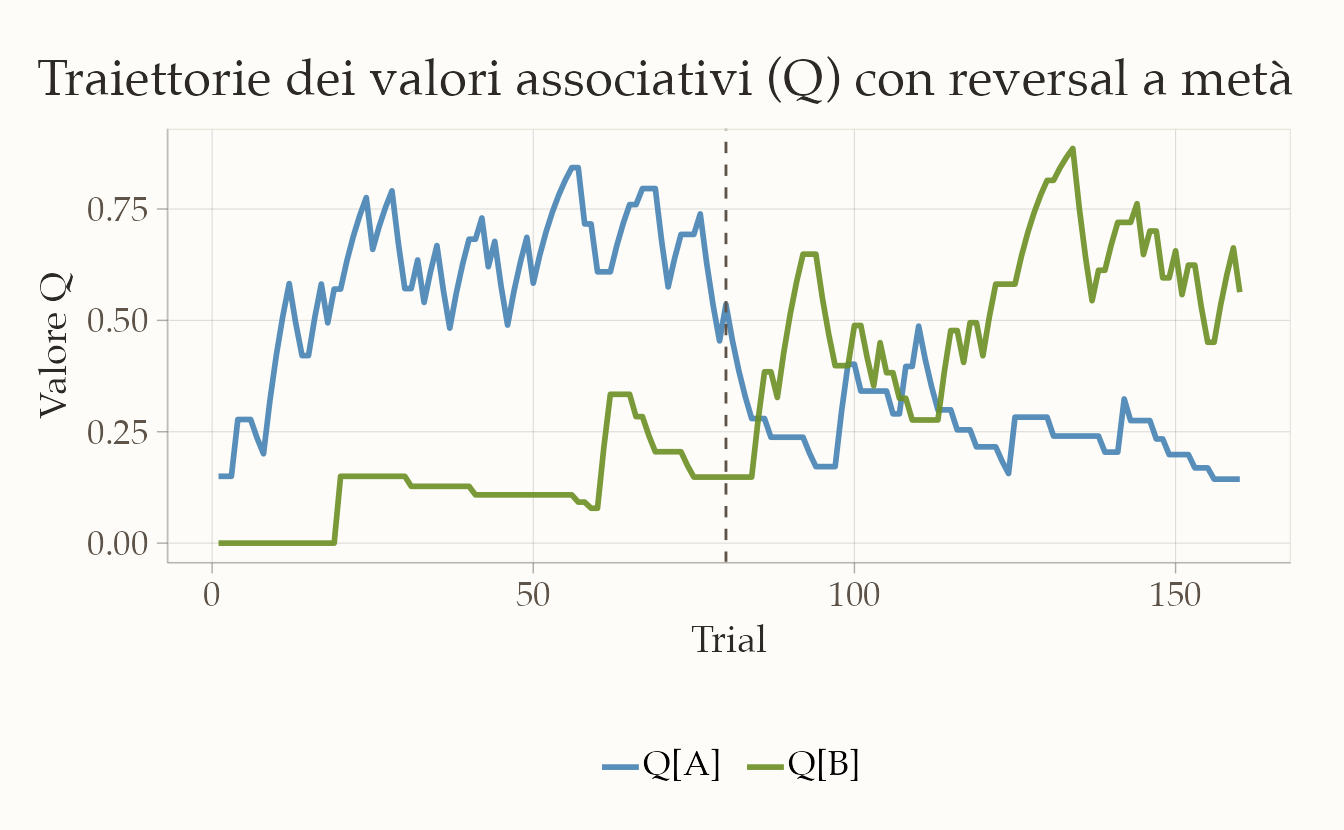 Traiettorie dei valori associativi (Q) con reversal a metà
Valore Q
0.75
0.50
0.25
0.00
0
50
100
150
Trial
Q[A]
Q[B]